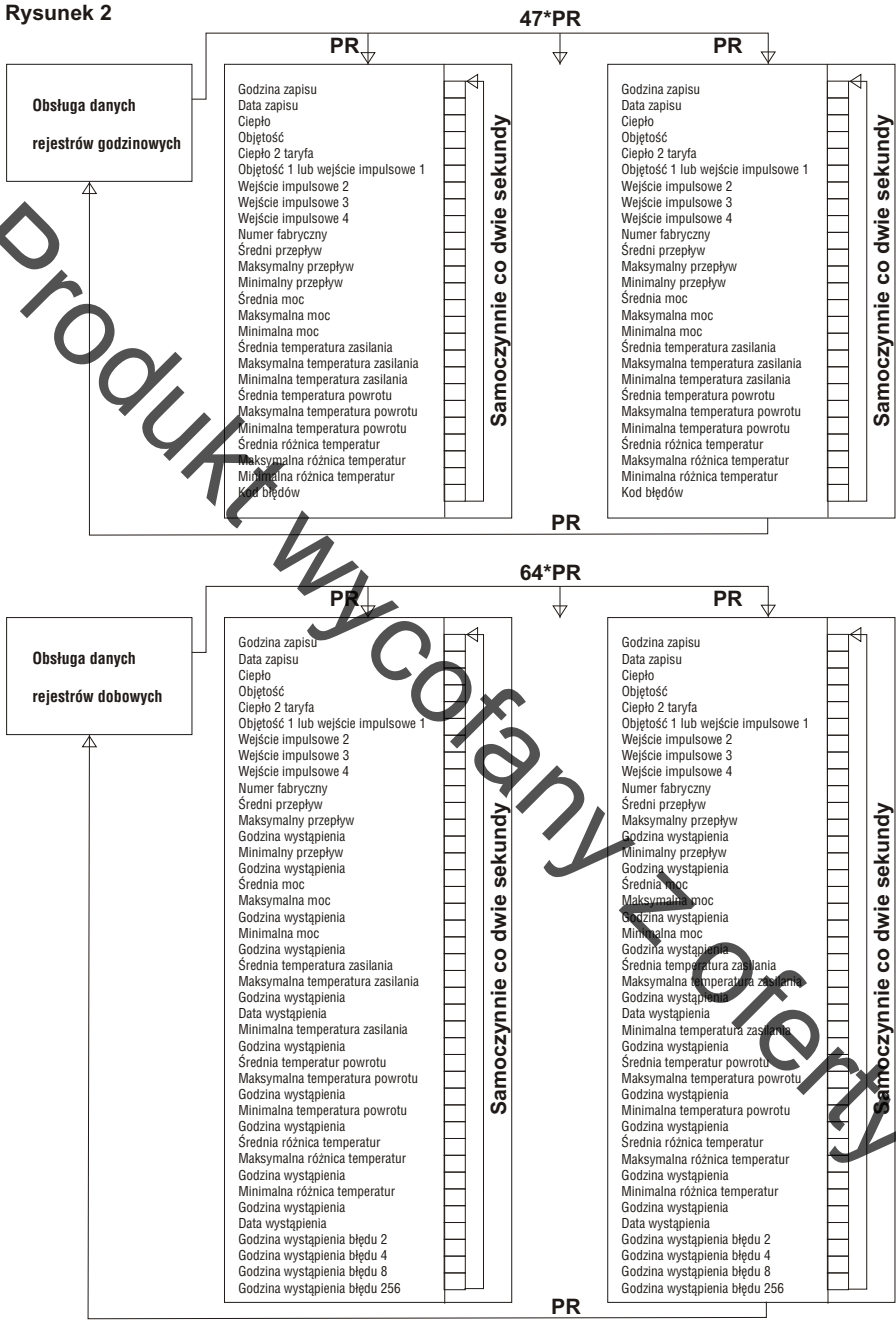 Rysunek 2
47*PR
PR
PR
Obsługa danych
rejestrów godzinowych
Godzina zapisu
Data zapisu
Ciepło
Objętość
Ciepło 2 taryfa
Objętość 1 lub wejście impulsowe 1
Wejście impulsowe 2
Wejście impulsowe 3
Wejście impulsowe 4
Numer fabryczny
Średni przepływ
Maksymalny przepływ
Minimalny przepływ
Średnia moc
Maksymalna moc
Minimalna moc
Średnia temperatura zasilania
Maksymalna temperatura zasilania
Minimalna temperatura zasilania
Średnia temperatura powrotu
Maksymalna temperatura powrotu
Minimalna temperatura powrotu
Średnia różnica temperatur
Maksymalna różnica temperatur
Minimalna różnica temperatur
Kod błędów
Samoczynnie co dwie sekundy
Godzina zapisu
Data zapisu
Ciepło
Objętość
Ciepło 2 taryfa
Objętość 1 lub wejście impulsowe 1
Wejście impulsowe 2
Wejście impulsowe 3
Wejście impulsowe 4
Numer fabryczny
Średni przepływ
Maksymalny przepływ
Minimalny przepływ
Średnia moc
Maksymalna moc
Minimalna moc
Średnia temperatura zasilania
Maksymalna temperatura zasilania
Minimalna temperatura zasilania
Średnia temperatura powrotu
Maksymalna temperatura powrotu
Minimalna temperatura powrotu
Średnia różnica temperatur
Maksymalna różnica temperatur
Minimalna różnica temperatur
Kod błędów
Samoczynnie co dwie sekundy
PR
Produkt wycofany z oferty
64*PR
PR
PR
Obsługa danych
rejestrów dobowych
Godzina zapisu
Data zapisu
Ciepło
Objętość
Ciepło 2 taryfa
Objętość 1 lub wejście impulsowe 1
Wejście impulsowe 2
Wejście impulsowe 3
Wejście impulsowe 4
Numer fabryczny
Średni przepływ
Maksymalny przepływ
Godzina wystąpienia
Minimalny przepływ
Godzina wystąpienia
Średnia moc
Maksymalna moc
Godzina wystąpienia
Minimalna moc
Godzina wystąpienia
Średnia temperatura zasilania
Maksymalna temperatura zasilania
Godzina wystąpienia
Data wystąpienia
Minimalna temperatura zasilania
Godzina wystąpienia
Średnia temperatur powrotu
Maksymalna temperatura powrotu
Godzina wystąpienia
Minimalna temperatura powrotu
Godzina wystąpienia
Średnia różnica temperatur
Maksymalna różnica temperatur
Godzina wystąpienia
Minimalna różnica temperatur
Godzina wystąpienia
Data wystąpienia
Godzina wystąpienia błędu 2
Godzina wystąpienia błędu 4
Godzina wystąpienia błędu 8
Godzina wystąpienia błędu 256
Samoczynnie co dwie sekundy
Godzina zapisu
Data zapisu
Ciepło
Objętość
Ciepło 2 taryfa
Objętość 1 lub wejście impulsowe 1
Wejście impulsowe 2
Wejście impulsowe 3
Wejście impulsowe 4
Numer fabryczny
Średni przepływ
Maksymalny przepływ
Godzina wystąpienia
Minimalny przepływ
Godzina wystąpienia
Średnia moc
Maksymalna moc
Godzina wystąpienia
Minimalna moc
Godzina wystąpienia
Średnia temperatura zasilania
Maksymalna temperatura zasilania
Godzina wystąpienia
Data wystąpienia
Minimalna temperatura zasilania
Godzina wystąpienia
Średnia temperatur powrotu
Maksymalna temperatura powrotu
Godzina wystąpienia
Minimalna temperatura powrotu
Godzina wystąpienia
Średnia różnica temperatur
Maksymalna różnica temperatur
Godzina wystąpienia
Minimalna różnica temperatur
Godzina wystąpienia
Data wystąpienia
Godzina wystąpienia błędu 2
Godzina wystąpienia błędu 4
Godzina wystąpienia błędu 8
Godzina wystąpienia błędu 256
Samoczynnie co dwie sekundy
PR